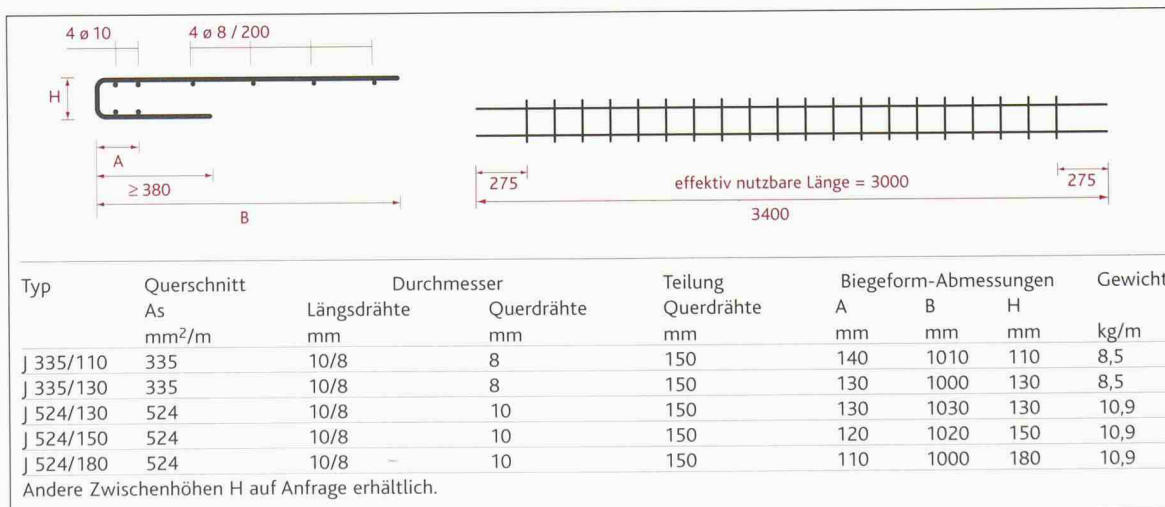 4 ø 10 4 ø 8 / 200
H
A
≥ 380
B
275 effektiv nutzbare Länge = 3000 275
3400
Typ Querschnitt Durchmesser Teilung Biegeform-Abmessungen Gewicht
As Längsdrähte Querdrähte Querdrähte A B H
mm²/m mm mm mm mm mm mm kg/m
J 335/110 335 10/8 8 150 140 1010 110 8,5
J 335/130 335 10/8 8 150 130 1000 130 8,5
J 524/130 524 10/8 10 150 130 1030 130 10,9
J 524/150 524 10/8 10 150 120 1020 150 10,9
J 524/180 524 10/8 10 150 110 1000 180 10,9
Andere Zwischenhöhen H auf Anfrage erhältlich.